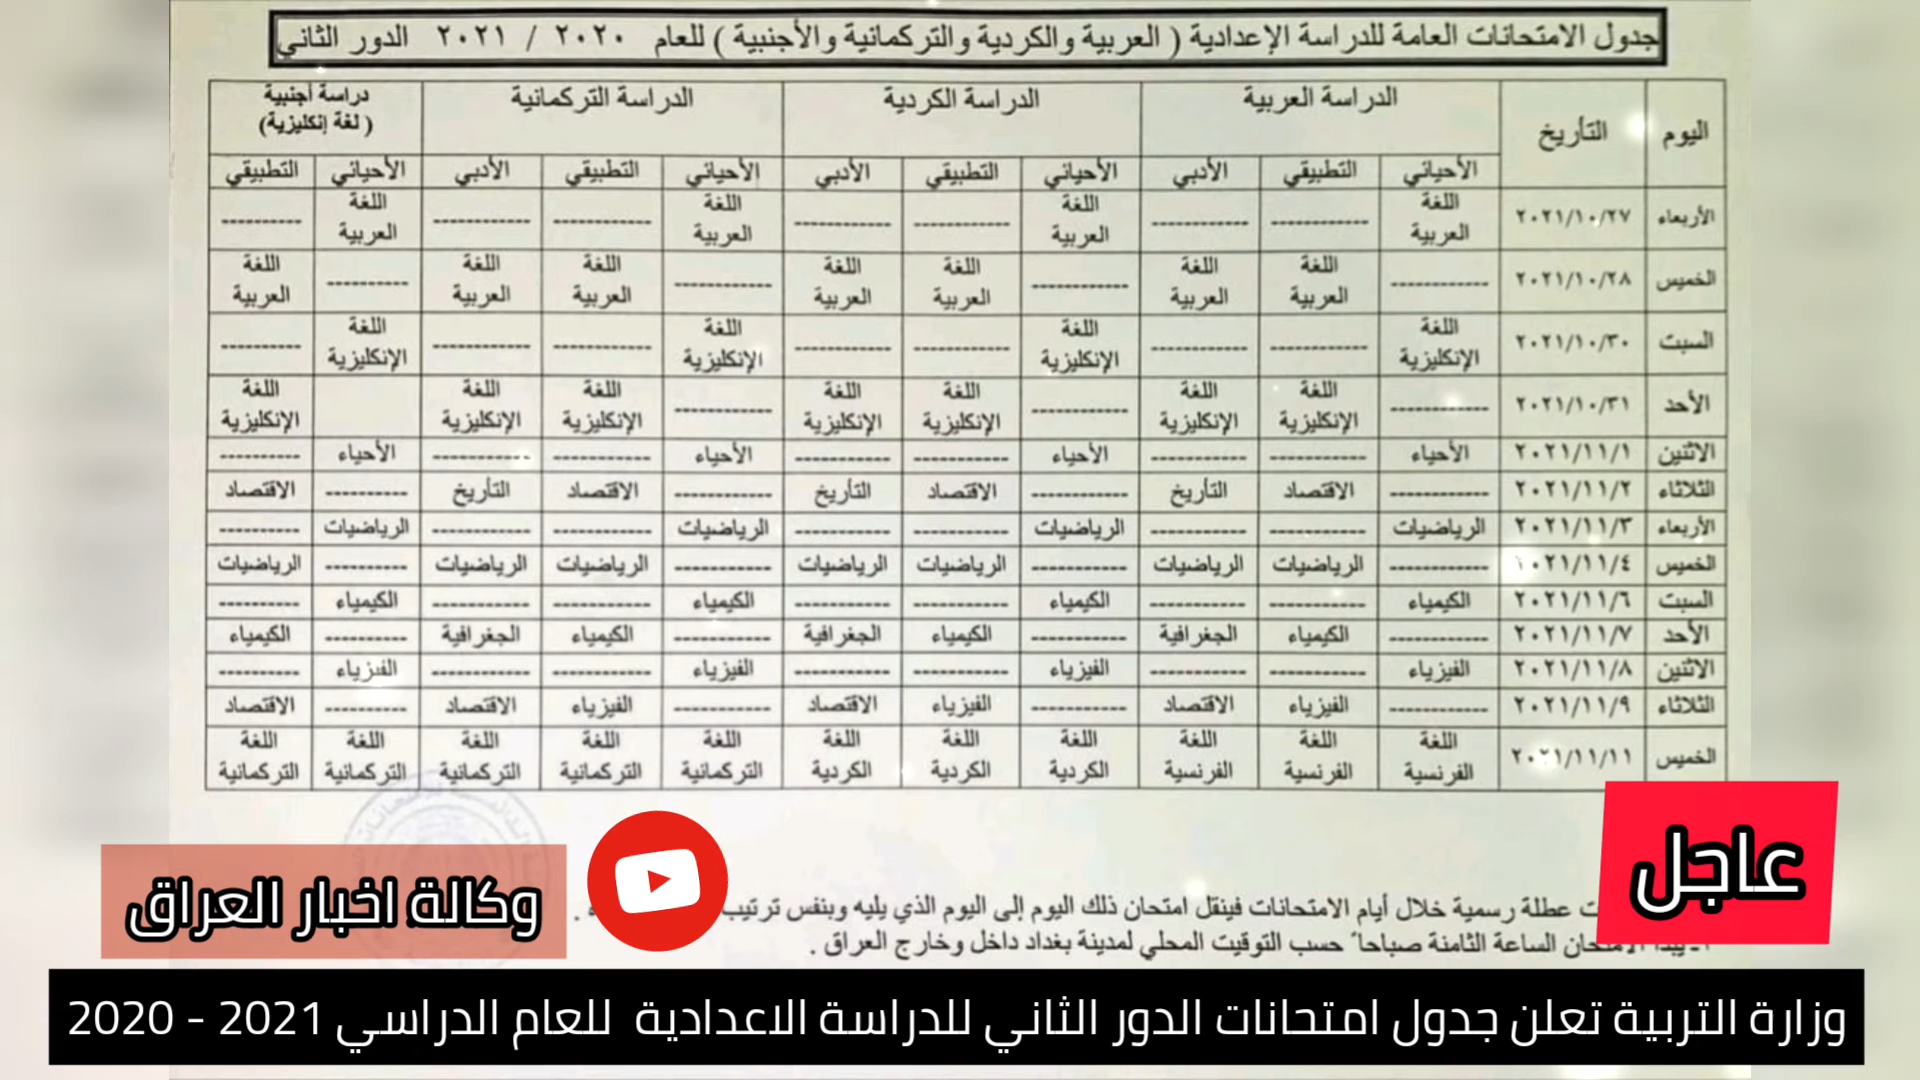 جدول الامتحانات العامة للدراسة الإعدادية ( العربية والكردية والتركمانية والأجنبية ) للعام ٢٠٢٠ / ٢٠٢١ الدور الثاني
اليوم التأريخ الدراسة العربية الدراسة الكردية الدراسة التركمانية دراسة أجنبية ( لغة إنكليزية)
الأحيائي التطبيقي الأدبي الأحيائي التطبيقي الأدبي الأحيائي التطبيقي الأدبي الأحيائي التطبيقي
الأربعاء ٢٠٢١/١٠/٢٧ اللغة العربية ---------- ---------- اللغة العربية ---------- ---------- اللغة العربية ---------- ---------- اللغة العربية ----------
الخميس ٢٠٢١/١٠/٢٨ ---------- اللغة العربية اللغة العربية ---------- اللغة العربية اللغة العربية ---------- اللغة العربية اللغة العربية ---------- اللغة العربية
السبت ٢٠٢١/١٠/٣٠ اللغة الإنكليزية ---------- ---------- اللغة الإنكليزية ---------- ---------- اللغة الإنكليزية ---------- ---------- اللغة الإنكليزية ----------
الأحد ٢٠٢١/١٠/٣١ ---------- اللغة الإنكليزية اللغة الإنكليزية ---------- اللغة الإنكليزية اللغة الإنكليزية ---------- اللغة الإنكليزية اللغة الإنكليزية اللغة الإنكليزية
الاثنين ٢٠٢١/١١/١ الأحياء ---------- ---------- الأحياء ---------- ---------- الأحياء ---------- ---------- الأحياء ----------
الثلاثاء ٢٠٢١/١١/٢ ---------- الاقتصاد التأريخ ---------- الاقتصاد التأريخ ---------- الاقتصاد التأريخ ---------- الاقتصاد
الأربعاء ٢٠٢١/١١/٣ الرياضيات ---------- ---------- الرياضيات ---------- ---------- الرياضيات ---------- ---------- الرياضيات ----------
الخميس ٢٠٢١/١١/٤ ---------- الرياضيات الرياضيات ---------- الرياضيات الرياضيات ---------- الرياضيات الرياضيات ---------- الرياضيات
السبت ٢٠٢١/١١/٦ الكيمياء ---------- ---------- الكيمياء ---------- ---------- الكيمياء ---------- ---------- الكيمياء ----------
الأحد ٢٠٢١/١١/٧ ---------- الكيمياء الجغرافية ---------- الكيمياء الجغرافية ---------- الكيمياء الجغرافية ---------- الكيمياء
الاثنين ٢٠٢١/١١/٨ الفيزياء ---------- ---------- الفيزياء ---------- ---------- الفيزياء ---------- ---------- الفيزياء ----------
الثلاثاء ٢٠٢١/١١/٩ ---------- الفيزياء الاقتصاد ---------- الفيزياء الاقتصاد ---------- الفيزياء الاقتصاد ---------- الاقتصاد
الخميس ٢٠٢١/١١/١١ اللغة الفرنسية اللغة الفرنسية اللغة الفرنسية اللغة الكردية اللغة الكردية اللغة الكردية اللغة التركمانية اللغة التركمانية اللغة التركمانية اللغة التركمانية اللغة التركمانية
عاجل
وكالة اخبار العراق
عطلة رسمية خلال أيام الامتحانات فينقل امتحان ذلك اليوم إلى اليوم الذي يليه وبنفس ترتيب
الامتحان الساعة الثامنة صباحاً حسب التوقيت المحلي لمدينة بغداد داخل وخارج العراق .
وزارة التربية تعلن جدول امتحانات الدور الثاني للدراسة الاعدادية للعام الدراسي 2021 - 2020